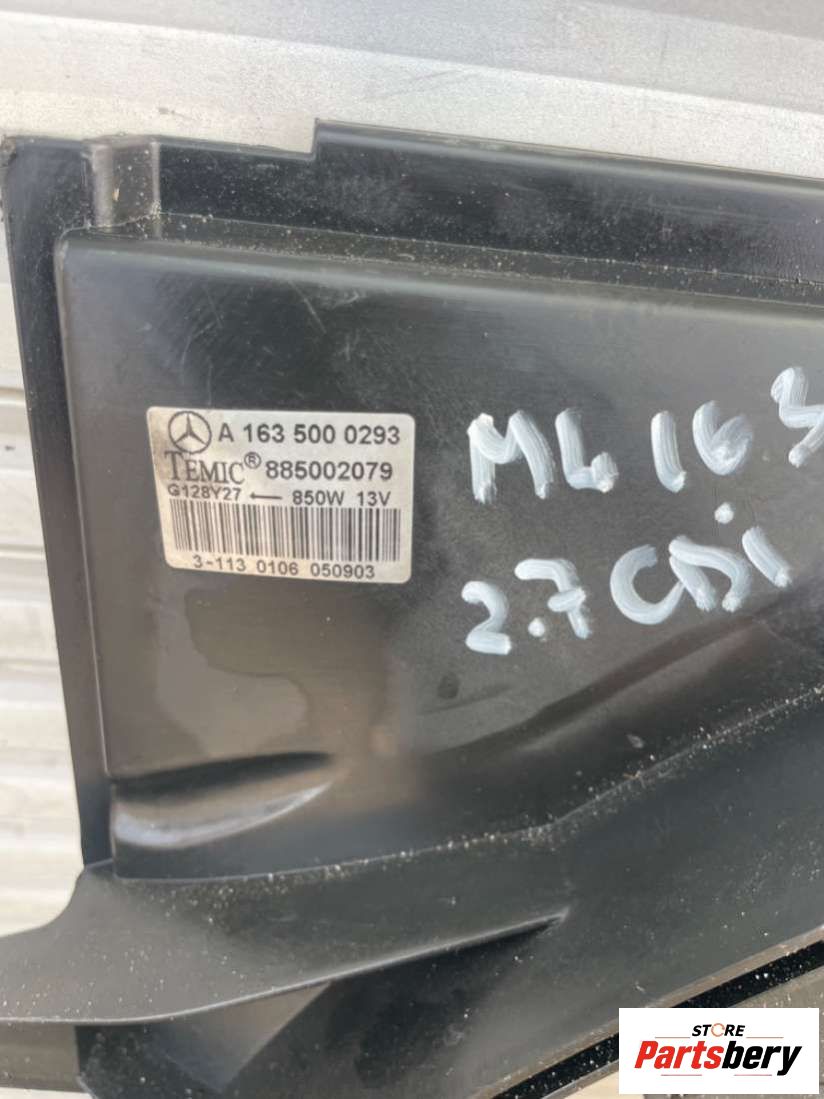 A 163 500 0293
TEMIC® 885002079
G128Y27 ← 850W 13V
3-113 0106 050903
ML 163
2.7 CDi
STORE
Partsbery